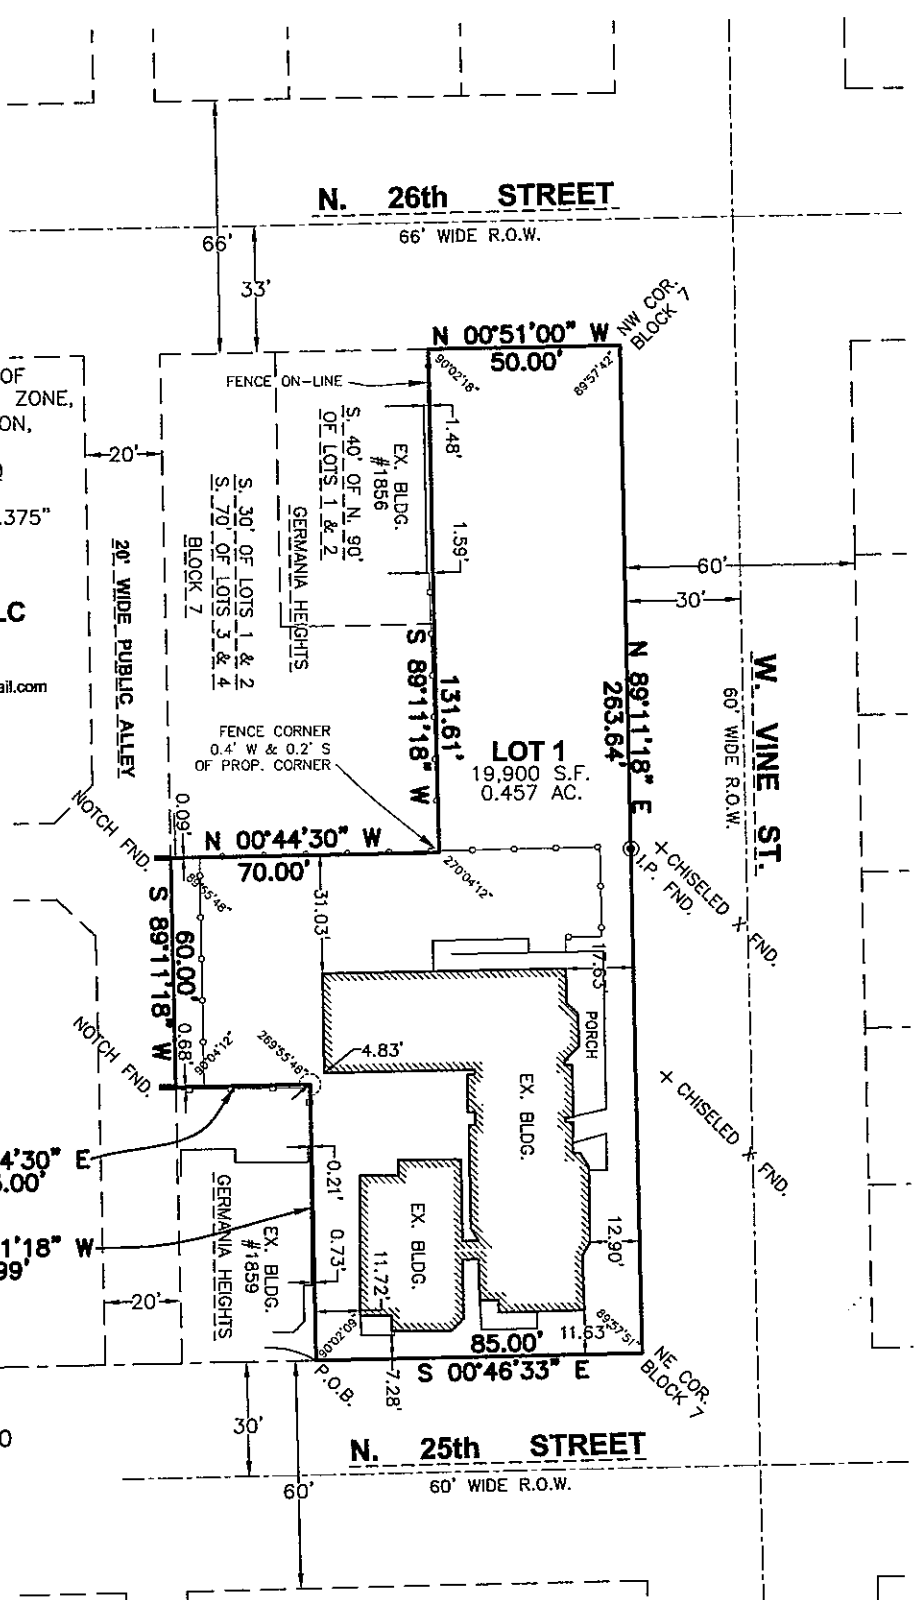 N. 26th STREET
66' WIDE R.O.W.
66'
33'
NW COR.
BLOCK 7
N 00°51'00" W
50.00'
90°02'18"
89°57'42"
FENCE ON-LINE
OF
ZONE,
ON,
.375"
LC
ail.com
20'
20' WIDE PUBLIC ALLEY
S. 30' OF LOTS 1 & 2
S. 70' OF LOTS 3 & 4
BLOCK 7
GERMANIA HEIGHTS
S. 40' OF N. 90'
OF LOTS 1 & 2
EX. BLDG.
#1856
1.48'
1.59'
S 89°11'18" W
131.61'
N 89°11'18" E
263.64'
60'
30'
W. VINE ST.
60' WIDE R.O.W.
LOT 1
19,900 S.F.
0.457 AC.
FENCE CORNER
0.4' W & 0.2' S
OF PROP. CORNER
NOTCH FND.
0.09'
N 00°44'30" W
70.00'
89°55'48"
270°04'12"
I.P. FND.
CHISELED X FND.
S 89°11'18" W
60.00'
31.03'
17.63'
PORCH
NOTCH FND.
0.68'
90°04'12"
269°55'48"
4.83'
EX. BLDG.
CHISELED X FND.
4'30" E
.00'
GERMANIA HEIGHTS
EX. BLDG.
#1859
0.21'
0.73'
1'18" W
99'
EX. BLDG.
11.72'
12.90'
20'
90°02'09"
7.28'
85.00'
11.63'
89°57'51"
S 00°46'33" E
P.O.B.
NE COR.
BLOCK 7
30'
N. 25th STREET
60' WIDE R.O.W.
60'